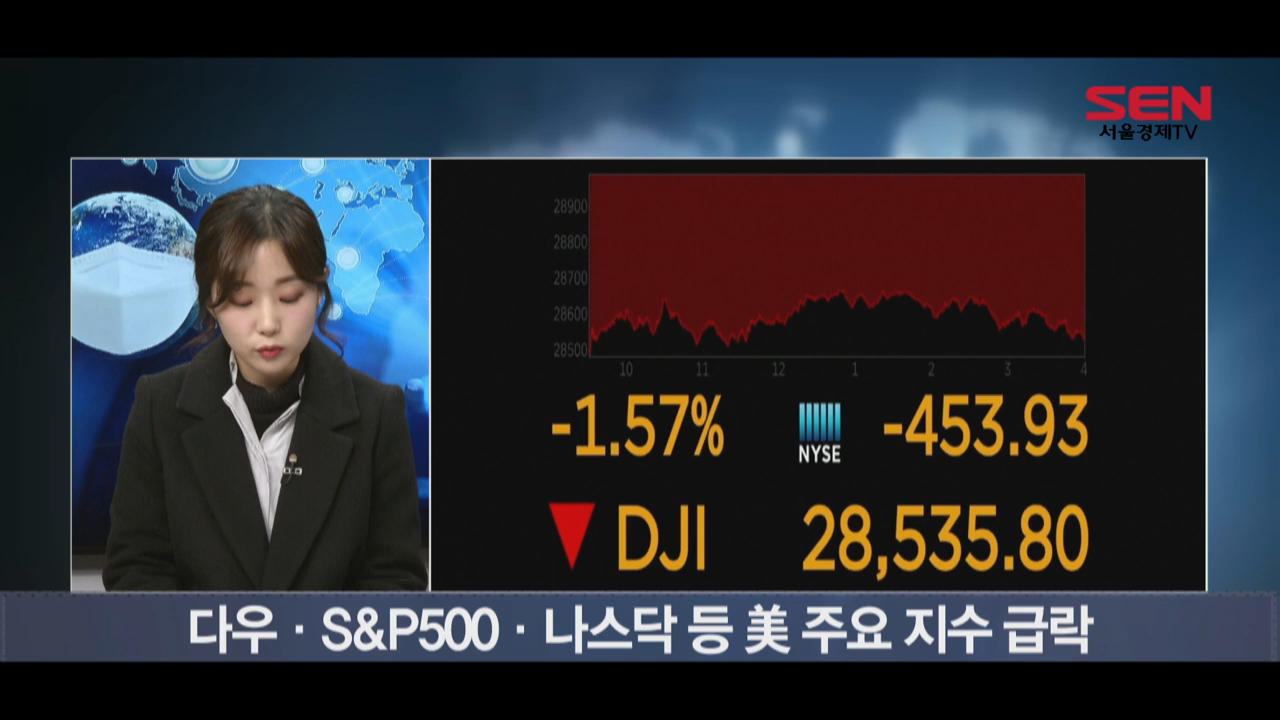 SEN
서울경제TV
28900
28800
28700
28600
28500
10 11 12 1 2 3 4
-1.57% NYSE -453.93
DJI 28,535.80
다우 · S&P500 · 나스닥 등 美 주요 지수 급락